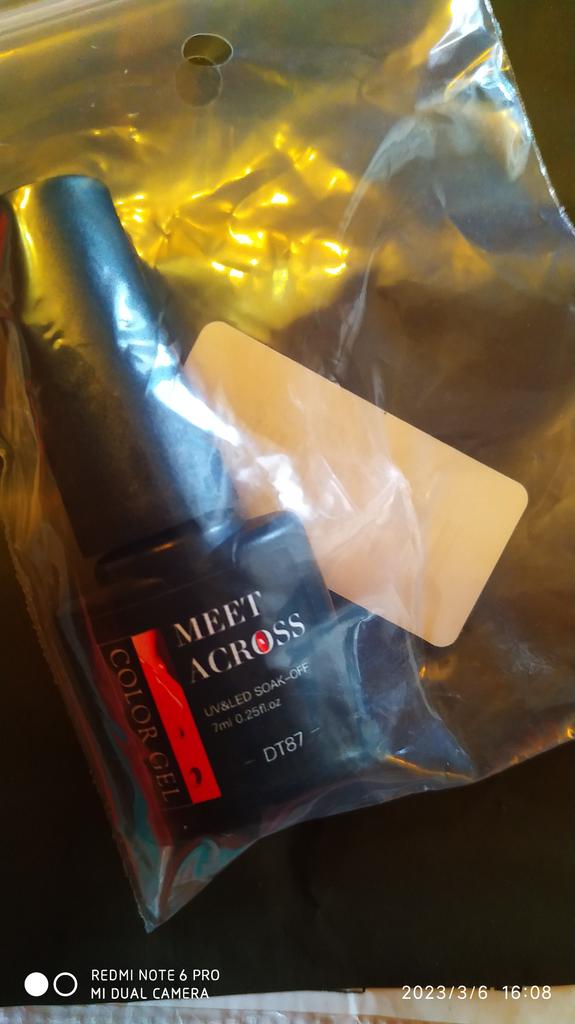 MEET
ACROSS
COLOR GEL
UV&LED SOAK-OFF
7ml 0.25fl.oz
- DT87 -
REDMI NOTE 6 PRO
MI DUAL CAMERA
2023/3/6 16:08